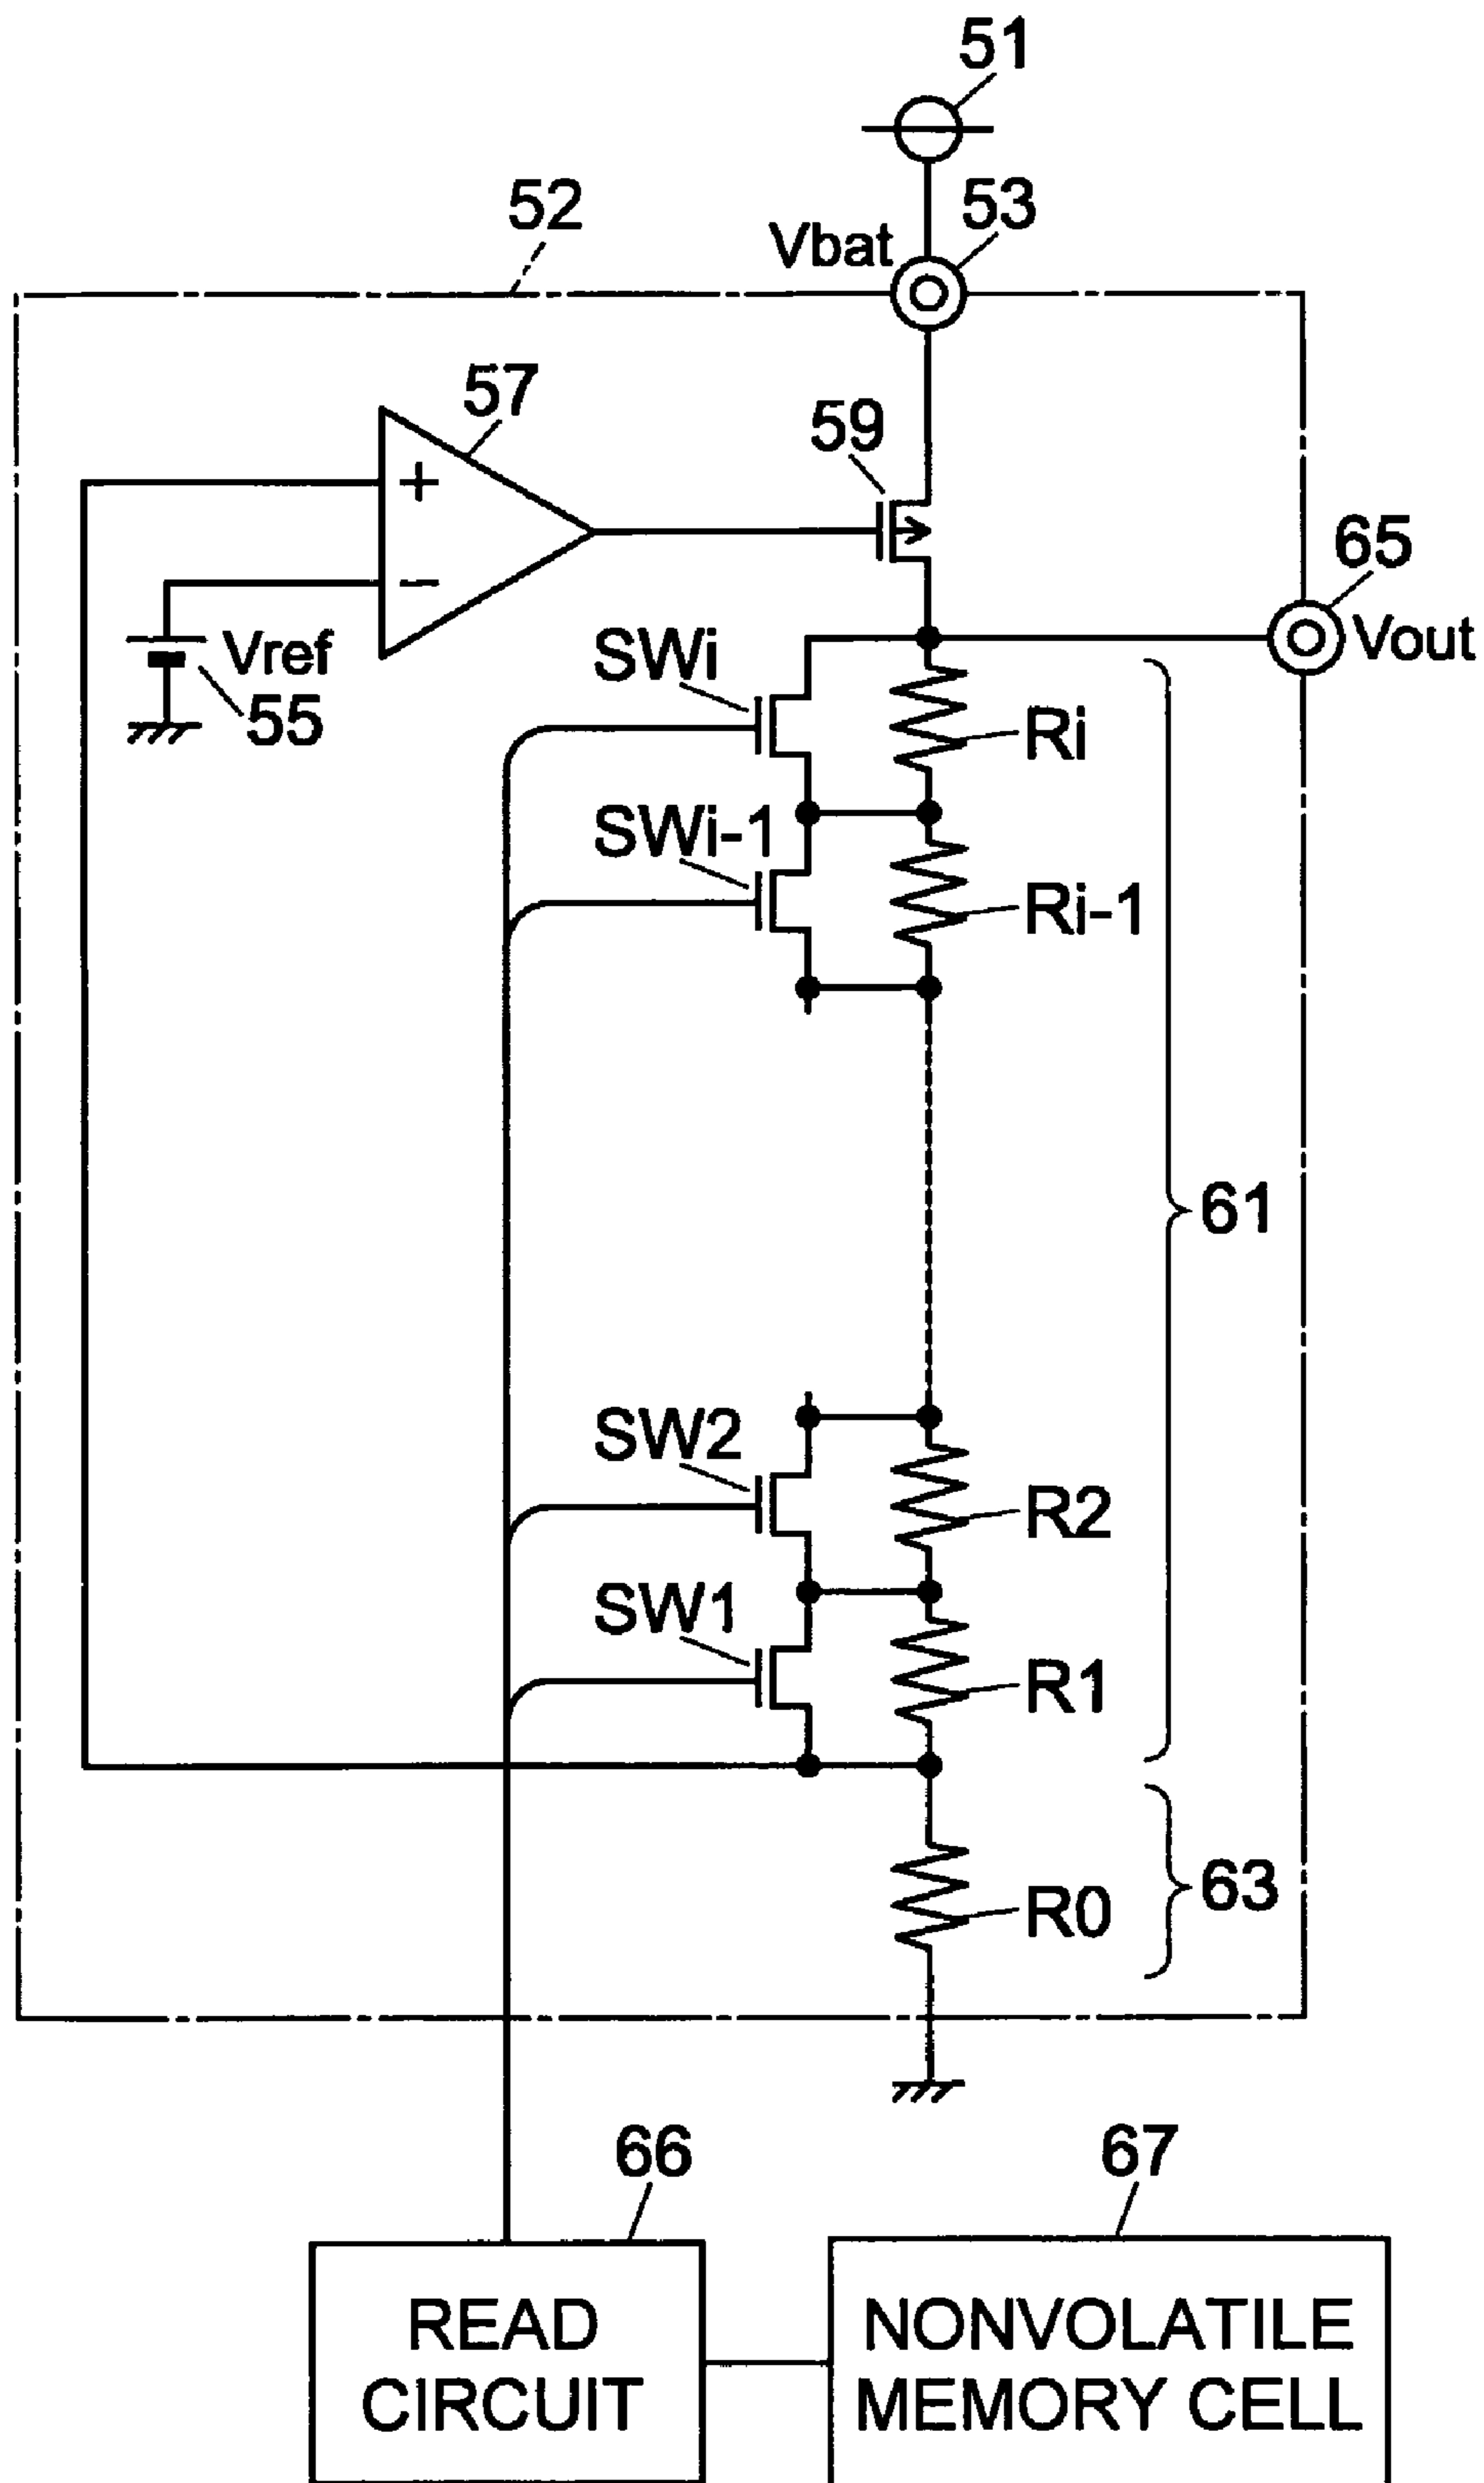 51
52
Vbat
53
57
59
+
65
−
Vref
Vout
55
SWi
Ri
SWi-1
Ri-1
61
SW2
R2
SW1
R1
R0
63
66
67
READ
CIRCUIT
NONVOLATILE
MEMORY CELL